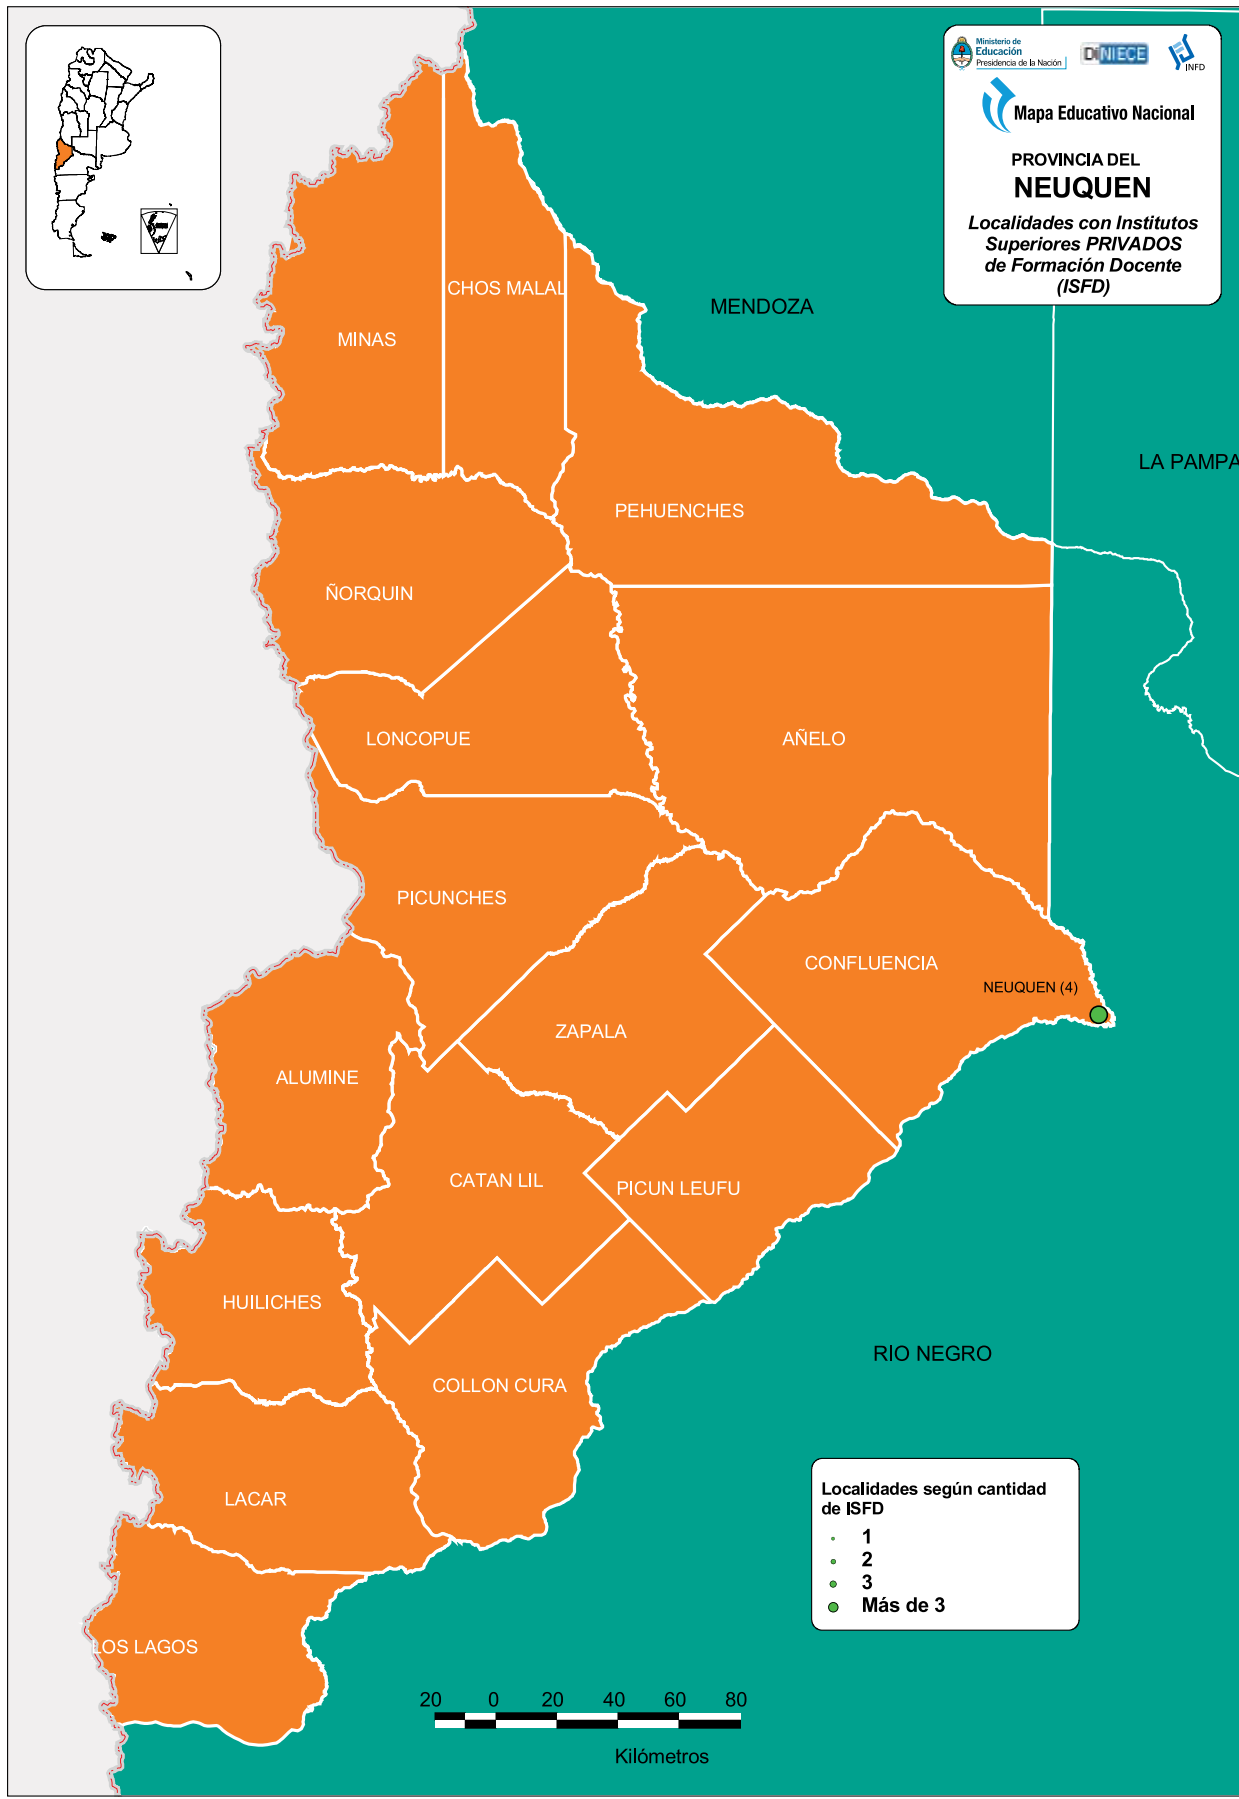 Ministerio de
Educación
Presidencia de la Nación
DiNIECE
INFD
Mapa Educativo Nacional
PROVINCIA DEL
NEUQUEN
Localidades con Institutos
Superiores PRIVADOS
de Formación Docente
(ISFD)
CHOS MALAL
MENDOZA
MINAS
LA PAMPA
PEHUENCHES
ÑORQUIN
LONCOPUE
AÑELO
PICUNCHES
CONFLUENCIA
NEUQUEN (4)
ZAPALA
ALUMINE
CATAN LIL
PICUN LEUFU
HUILICHES
RIO NEGRO
COLLON CURA
LACAR
LOS LAGOS
Localidades según cantidad
de ISFD
1
2
3
Más de 3
20 0 20 40 60 80
Kilómetros